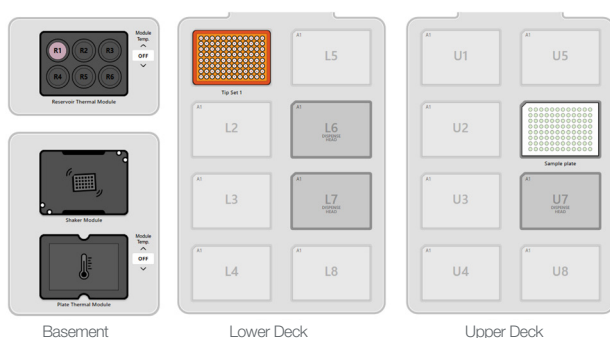 R1 R2 R3
R4 R5 R6
Module
Temp.
OFF
Reservoir Thermal Module
Shaker Module
Module
Temp.
OFF
Plate Thermal Module
Basement
Tip Set 1
A1
L5
A1
L2
A1
L6
DISPENSE
HEAD
A1
L3
A1
L7
DISPENSE
HEAD
A1
L4
A1
L8
Lower Deck
A1
U1
A1
U5
A1
U2
Sample plate
A1
U3
A1
U7
DISPENSE
HEAD
A1
U4
A1
U8
Upper Deck